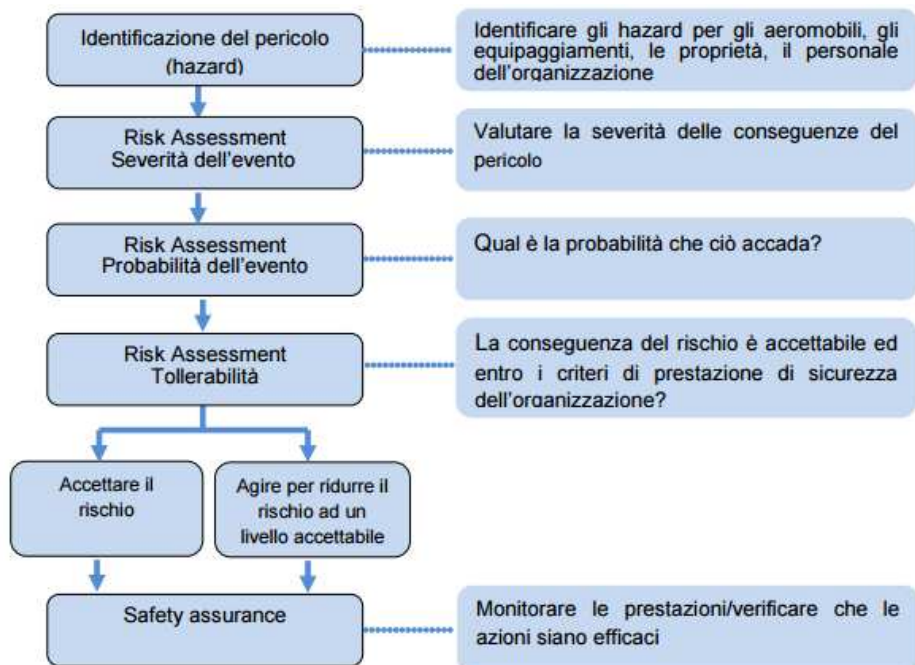 Identificazione del pericolo
(hazard)
Identificare gli hazard per gli aeromobili, gli
equipaggiamenti, le proprietà, il personale
dell'organizzazione
Risk Assessment
Severità dell'evento
Valutare la severità delle conseguenze del
pericolo
Risk Assessment
Probabilità dell'evento
Qual è la probabilità che ciò accada?
Risk Assessment
Tollerabilità
La conseguenza del rischio è accettabile ed
entro i criteri di prestazione di sicurezza
dell'organizzazione?
Accettare il
rischio
Agire per ridurre il
rischio ad un
livello accettabile
Safety assurance
Monitorare le prestazioni/verificare che le
azioni siano efficaci